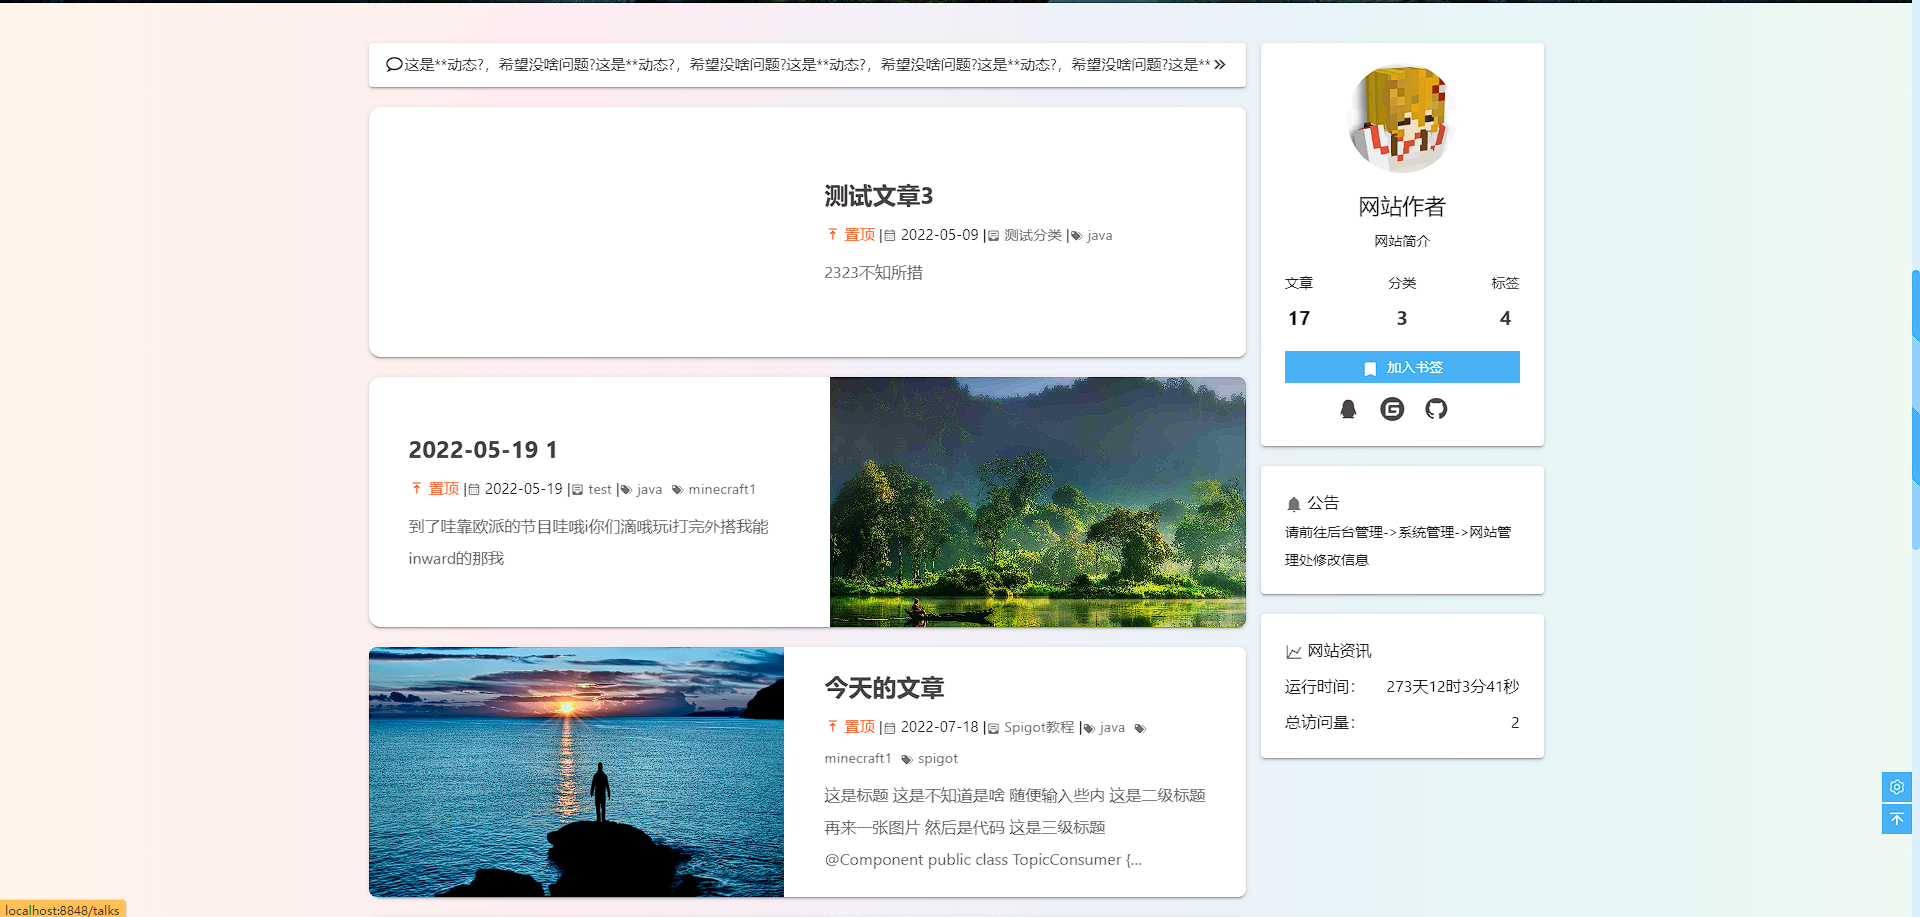 这是**动态?，希望没啥问题?这是**动态?，希望没啥问题?这是**动态?，希望没啥问题?这是**动态?，希望没啥问题?这是**
测试文章3
置顶 | 2022-05-09 | 测试分类 | java
2323不知所措
2022-05-19 1
置顶 | 2022-05-19 | test | java minecraft1
到了哇靠欧派的节目哇哦i你们滴哦玩i打完外搭我能
inward的那我
今天的文章
置顶 | 2022-07-18 | Spigot教程 | java
minecraft1 spigot
这是标题 这是不知道是啥 随便输入些内 这是二级标题
再来一张图片 然后是代码 这是三级标题
@Component public class TopicConsumer {...
网站作者
网站简介
文章 分类 标签
17 3 4
加入书签
公告
请前往后台管理->系统管理->网站管
理处修改信息
网站资讯
运行时间： 273天12时3分41秒
总访问量： 2
localhost:8848/talks